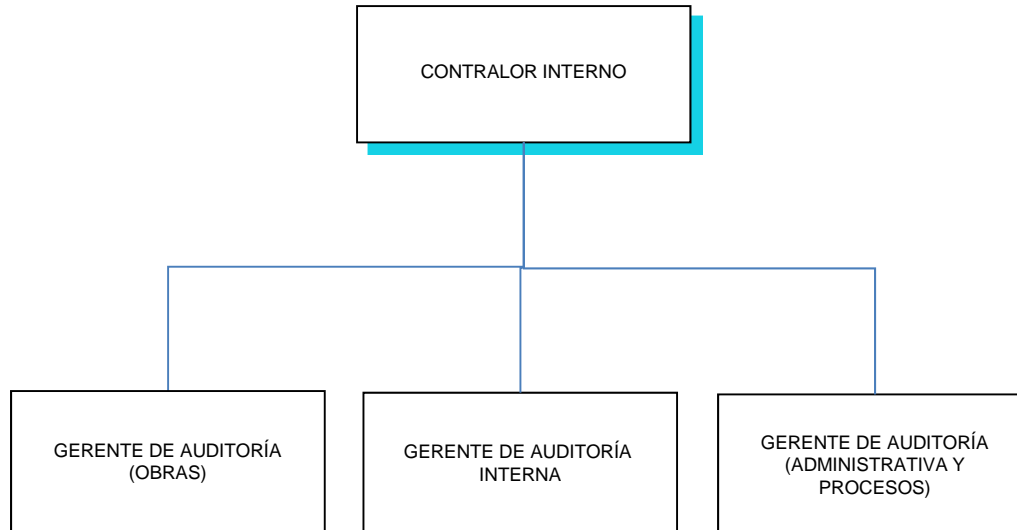 CONTRALOR INTERNO
GERENTE DE AUDITORÍA
(OBRAS)
GERENTE DE AUDITORÍA
INTERNA
GERENTE DE AUDITORÍA
(ADMINISTRATIVA Y
PROCESOS)